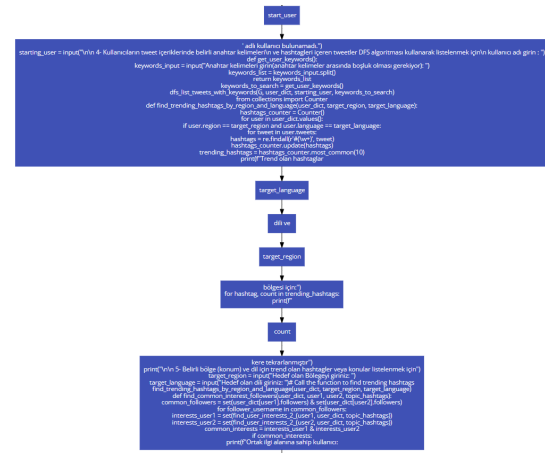 start_user
' adlı kullanıcı bulunamadı.")
starting_user = input("\n\n 4- Kullanıcıların tweet içeriklerinde belirli anahtar kelimeleri\n ve hashtagleri içeren tweetler DFS algoritması kullanarak listelenmek için\n kullanıcı adı girin : ")
def get_user_keywords():
keywords_input = input("Anahtar kelimeleri girin(anahtar kelimeler arasında boşluk olması gerekiyor): ")
keywords_list = keywords_input.split()
return keywords_list
keywords_to_search = get_user_keywords()
dfs_list_tweets_with_keywords(G, user_dict, starting_user, keywords_to_search)
from collections import Counter
def find_trending_hashtags_by_region_and_language(user_dict, target_region, target_language):
hashtags_counter = Counter()
for user in user_dict.values():
if user.region == target_region and user.language == target_language:
for tweet in user.tweets:
hashtags = re.findall(r'#(\w+)', tweet)
hashtags_counter.update(hashtags)
trending_hashtags = hashtags_counter.most_common(10)
print(f"Trend olan hashtaglar
target_language
dili ve
target_region
bölgesi için:")
for hashtag, count in trending_hashtags:
print(f"
count
kere tekrarlanmıştır")
print("\n\n 5- Belirli bölge (konum) ve dil için trend olan hashtagler veya konular listelenmek için")
target_region = input("Hedef olan Bölegeyi giriniz: ")
target_language = input("Hedef olan dili giriniz: ")# Call the function to find trending hashtags
find_trending_hashtags_by_region_and_language(user_dict, target_region, target_language)
def find_common_interest_followers(user_dict, user1, user2, topic_hashtags):
common_followers = set(user_dict[user1].followers) & set(user_dict[user2].followers)
for follower_username in common_followers:
interests_user1 = set(find_user_interests_2_(user1, user_dict, topic_hashtags))
interests_user2 = set(find_user_interests_2_(user2, user_dict, topic_hashtags))
common_interests = interests_user1 & interests_user2
if common_interests:
print(f"Ortak ilgi alanına sahip kullanıcı: